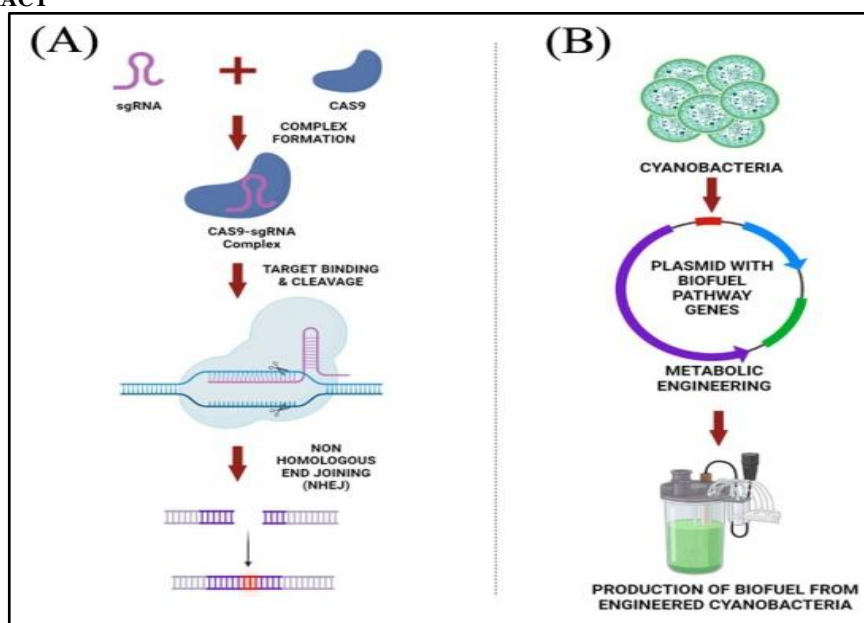 (A)
sgRNA
CAS9
COMPLEX
FORMATION
CAS9-sgRNA
Complex
TARGET BINDING
& CLEAVAGE
NON
HOMOLOGOUS
END JOINING
(NHEJ)
(B)
CYANOBACTERIA
PLASMID WITH
BIOFUEL
PATHWAY
GENES
METABOLIC
ENGINEERING
PRODUCTION OF BIOFUEL FROM
ENGINEERED CYANOBACTERIA